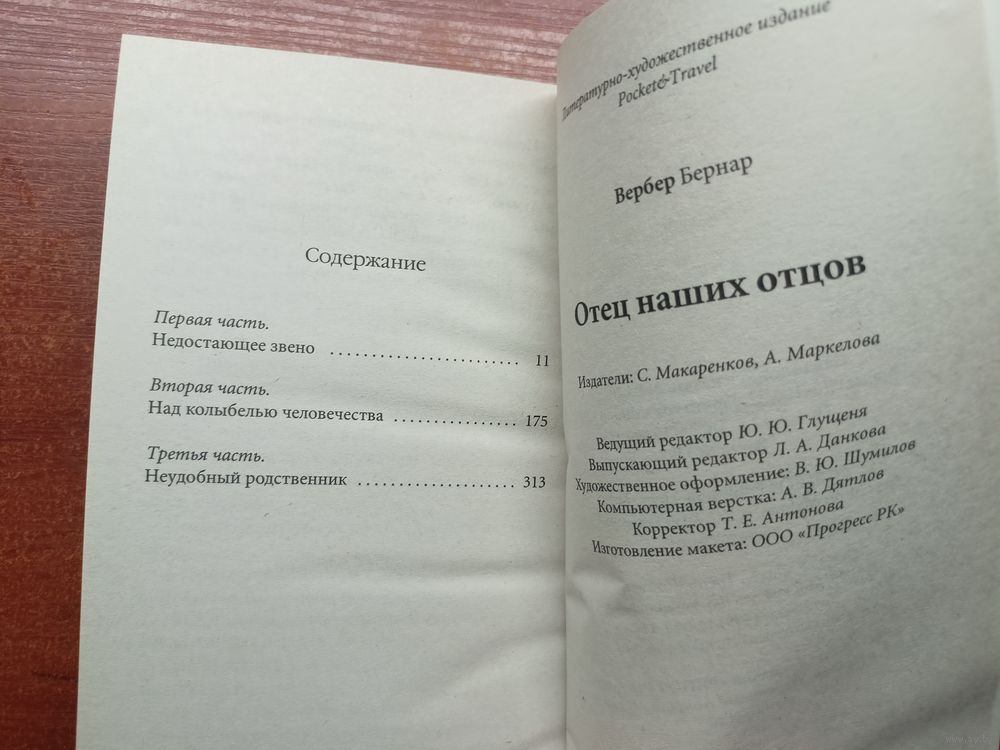 Содержание
Первая часть.
Недостающее звено ........................ 11
Вторая часть.
Над колыбелью человечества ................ 175
Третья часть.
Неудобный родственник .................... 313
Литературно-художественное издание
Pocket&Travel
Вербер Бернар
Отец наших отцов
Издатели: С. Макаренков, А. Маркелова
Ведущий редактор Ю. Ю. Глущеня
Выпускающий редактор Л. А. Данкова
Художественное оформление: В. Ю. Шумилов
Компьютерная верстка: А. В. Дятлов
Корректор Т. Е. Антонова
Изготовление макета: ООО «Прогресс РК»